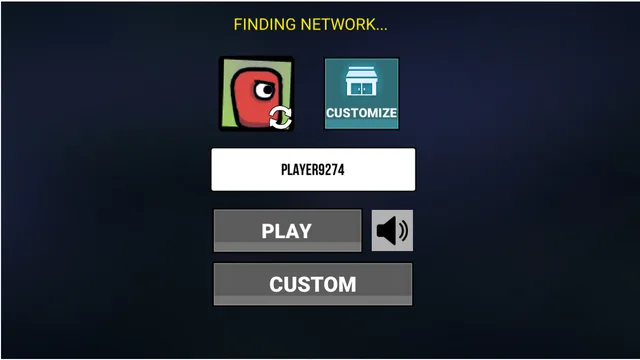 FINDING NETWORK...
CUSTOMIZE
PLAYER9274
PLAY
CUSTOM